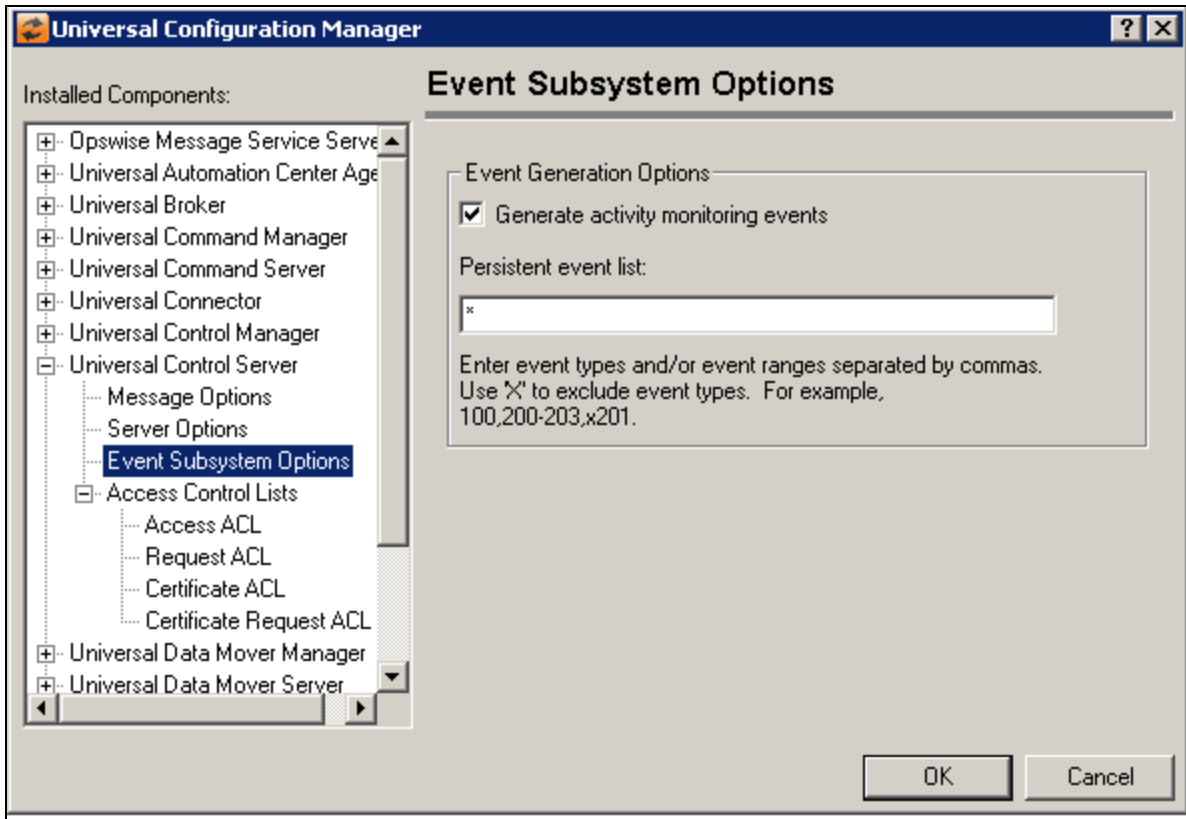 Universal Configuration Manager
Installed Components:
Event Subsystem Options
Opswise Message Service Serve
Universal Automation Center Age
Universal Broker
Universal Command Manager
Universal Command Server
Universal Connector
Universal Control Manager
Universal Control Server
Message Options
Server Options
Event Subsystem Options
Access Control Lists
Access ACL
Request ACL
Certificate ACL
Certificate Request ACL
Universal Data Mover Manager
Universal Data Mover Server
Event Generation Options
Generate activity monitoring events
Persistent event list:
*
Enter event types and/or event ranges separated by commas.
Use 'X' to exclude event types.  For example,
100,200-203,x201.
OK
Cancel